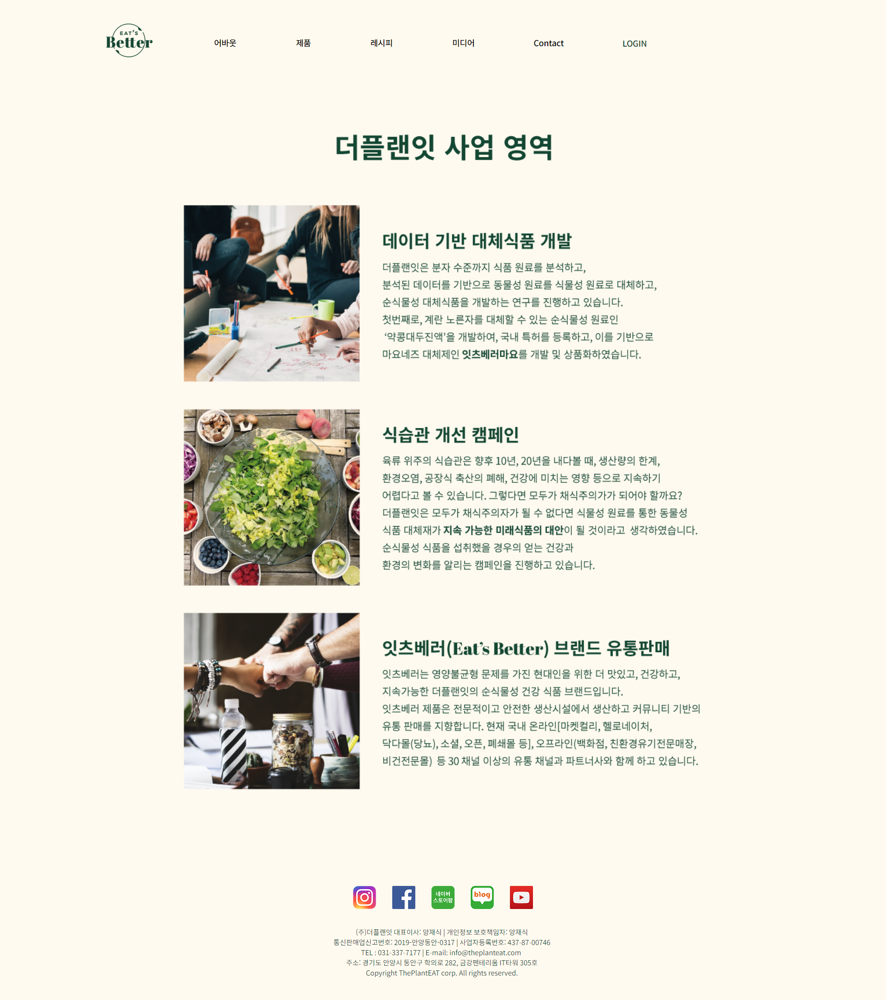 EAT'S
Better
어바웃
제품
레시피
미디어
Contact
LOGIN
더플랜잇 사업 영역
데이터 기반 대체식품 개발
더플랜잇은 분자 수준까지 식품 원료를 분석하고,
분석된 데이터를 기반으로 동물성 원료를 식물성 원료로 대체하고,
순식물성 대체식품을 개발하는 연구를 진행하고 있습니다.
첫번째로, 계란 노른자를 대체할 수 있는 순식물성 원료인
‘약콩대두진액’을 개발하여, 국내 특허를 등록하고, 이를 기반으로
마요네즈 대체제인 잇츠베러마요를 개발 및 상품화하였습니다.
식습관 개선 캠페인
육류 위주의 식습관은 향후 10년, 20년을 내다볼 때, 생산량의 한계,
환경오염, 공장식 축산의 폐해, 건강에 미치는 영향 등으로 지속하기
어렵다고 볼 수 있습니다. 그렇다면 모두가 채식주의가가 되어야 할까요?
더플랜잇은 모두가 채식주의자가 될 수 없다면 식물성 원료를 통한 동물성
식품 대체재가 지속 가능한 미래식품의 대안이 될 것이라고 생각하였습니다.
순식물성 식품을 섭취했을 경우의 얻는 건강과
환경의 변화를 알리는 캠페인을 진행하고 있습니다.
잇츠베러(Eat’s Better) 브랜드 유통판매
잇츠베러는 영양불균형 문제를 가진 현대인을 위한 더 맛있고, 건강하고,
지속가능한 더플랜잇의 순식물성 건강 식품 브랜드입니다.
잇츠베러 제품은 전문적이고 안전한 생산시설에서 생산하고 커뮤니티 기반의
유통 판매를 지향합니다. 현재 국내 온라인[마켓컬리, 헬로네이처,
닥다몰(당뇨), 소셜, 오픈, 폐쇄몰 등], 오프라인(백화점, 친환경유기전문매장,
비건전문몰) 등 30 채널 이상의 유통 채널과 파트너사와 함께 하고 있습니다.
네이버
스토어팜
blog
(주)더플랜잇 대표이사: 양재식 | 개인정보 보호책임자: 양재식
통신판매업신고번호: 2019-안양동안-0317 | 사업자등록번호: 437-87-00746
TEL : 031-337-7177 | E-mail: info@theplanteat.com
주소: 경기도 안양시 동안구 학의로 282, 금강펜테리움 IT타워 305호
Copyright ThePlantEAT corp. All rights reserved.